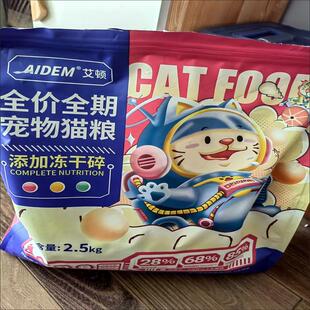 AIDEM 艾顿
CAT FOOD
全价全期
宠物猫粮
添加冻干碎
COMPLETE NUTRITION
含量: 2.5kg
28%
68%